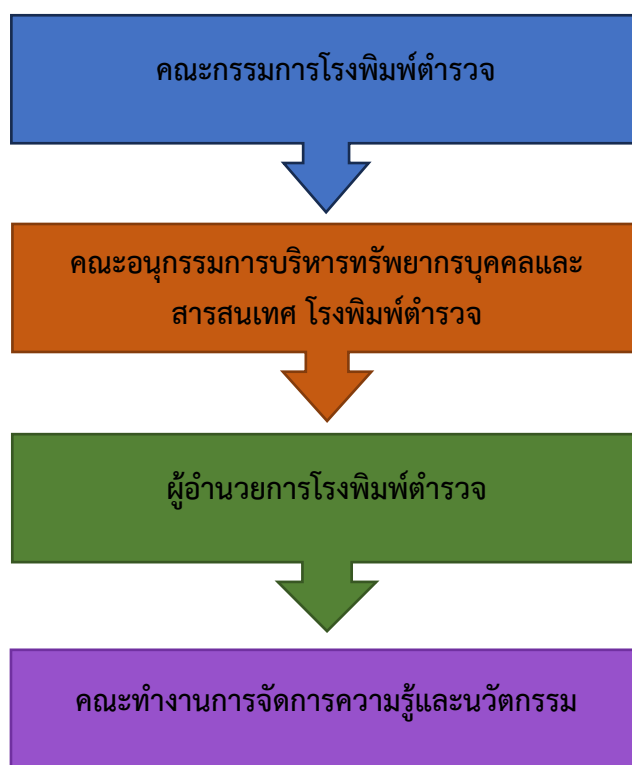 คณะกรรมการโรงพิมพ์ตำรวจ
คณะอนุกรรมการบริหารทรัพยากรบุคคลและ
สารสนเทศ โรงพิมพ์ตำรวจ
ผู้อำนวยการโรงพิมพ์ตำรวจ
คณะทำงานการจัดการความรู้และนวัตกรรม